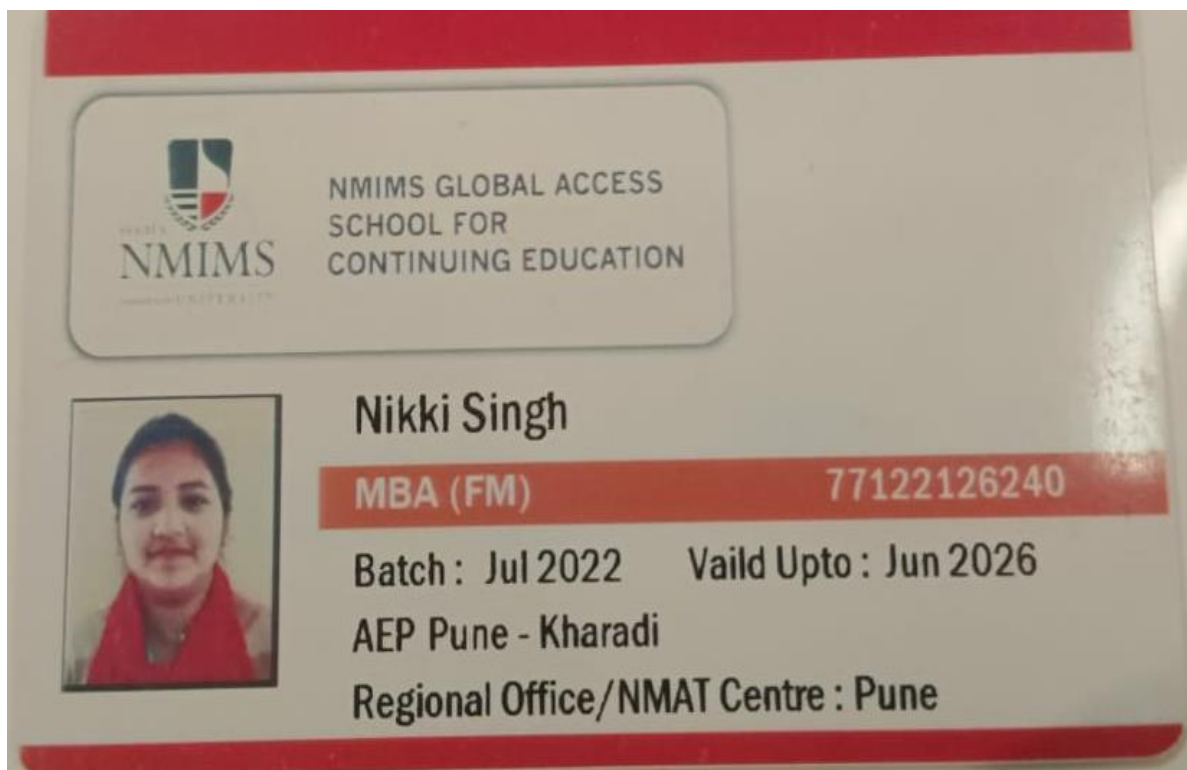 NMIMS GLOBAL ACCESS
SCHOOL FOR
CONTINUING EDUCATION
NMIMS
UNIVERSITY
Nikki Singh
MBA (FM) 77122126240
Batch : Jul 2022 Vaild Upto : Jun 2026
AEP Pune - Kharadi
Regional Office/NMAT Centre : Pune